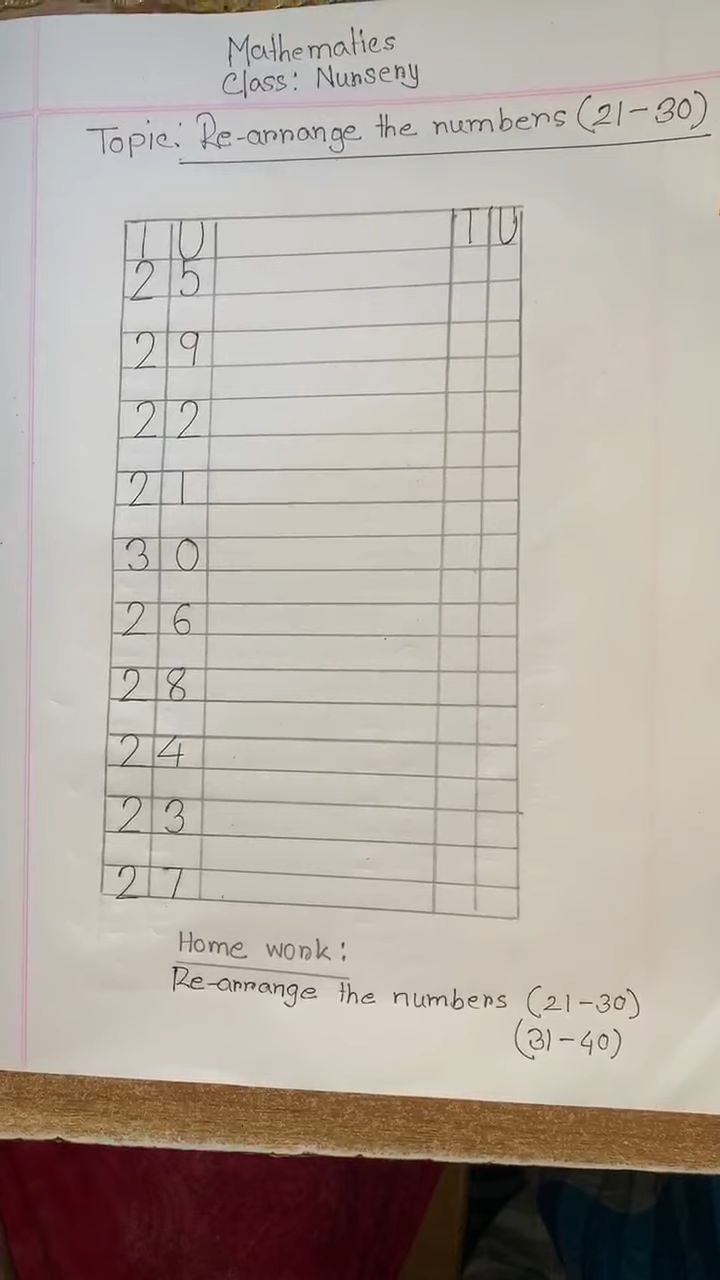 Mathematics
Class: Nursery
Topic: Re-arrange the numbers (21-30)
T U T U
2 5
2 9
2 2
2 1
3 0
2 6
2 8
2 4
2 3
2 7
Home work:
Re-arrange the numbers (21-30)
(31-40)